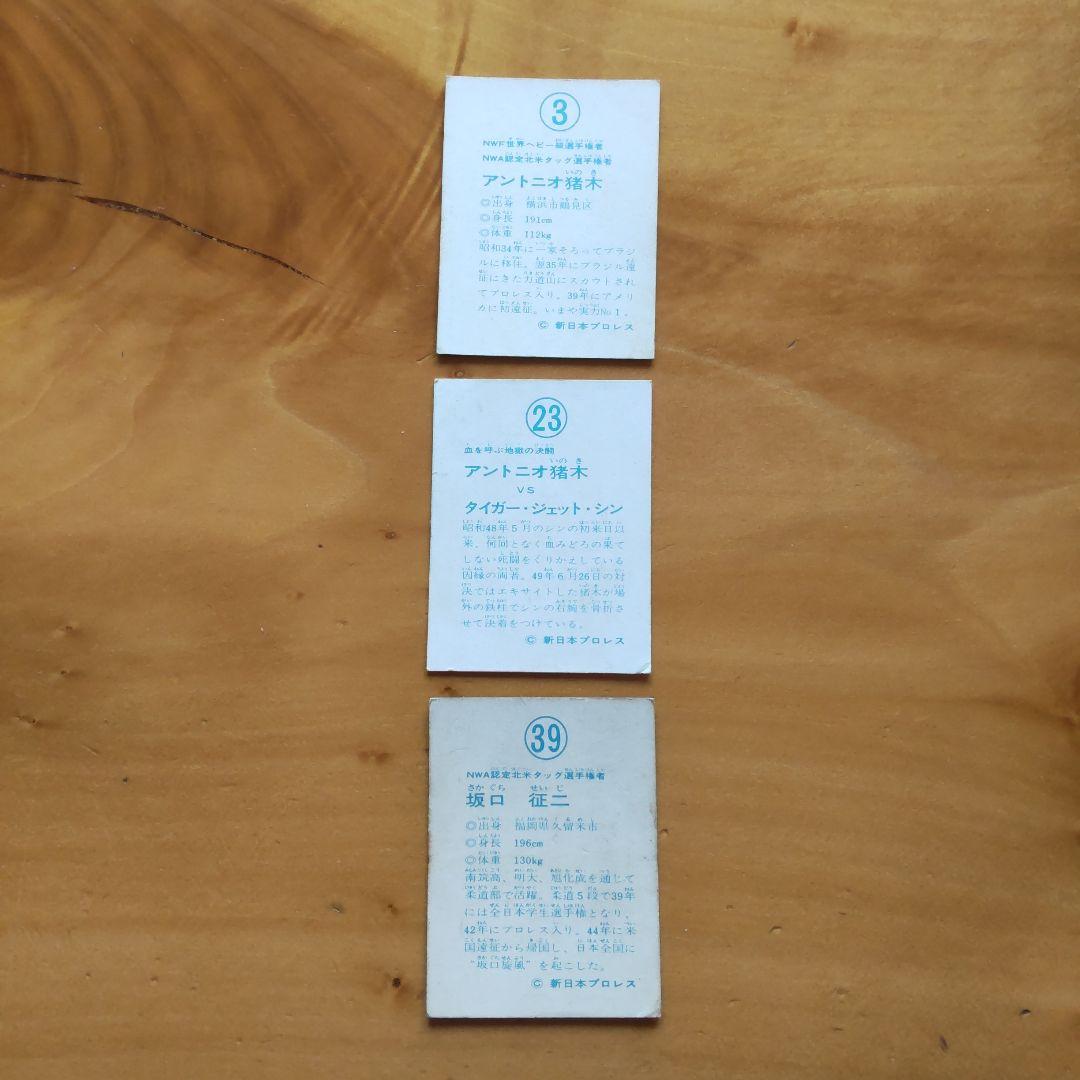 3
NWF世界ヘビー級選手権者
NWA認定北米タッグ選手権者
いのき
アントニオ猪木
◎出身 横浜市鶴見区
◎身長 191cm
◎体重 112kg
昭和34年に一家そろってブラジ
ルに移住。翌35年にブラジル遠
征にきた力道山にスカウトされ
てプロレス入り。39年にアメリ
カに初遠征。いまや実力No1。
© 新日本プロレス
23
血を呼ぶ地獄の決闘
いのき
アントニオ猪木
VS
タイガー・ジェット・シン
昭和48年5月のシンの初来日以
来、何回となく血みどろの果て
しない死闘をくりかえしている
因縁の両者。49年6月26日の対
決ではエキサイトした猪木が場
外の鉄柱でシンの右腕を骨折さ
せて決着をつけている。
© 新日本プロレス
39
NWA認定北米タッグ選手権者
さかぐち せいじ
坂口 征二
◎出身 福岡県久留米市
◎身長 196cm
◎体重 130kg
南筑高、明大、旭化成を通じて
柔道部で活躍。柔道5段で39年
には全日本学生選手権となり、
42年にプロレス入り。44年に米
国遠征から帰国し、日本全国に
“坂口旋風”を起こした。
© 新日本プロレス